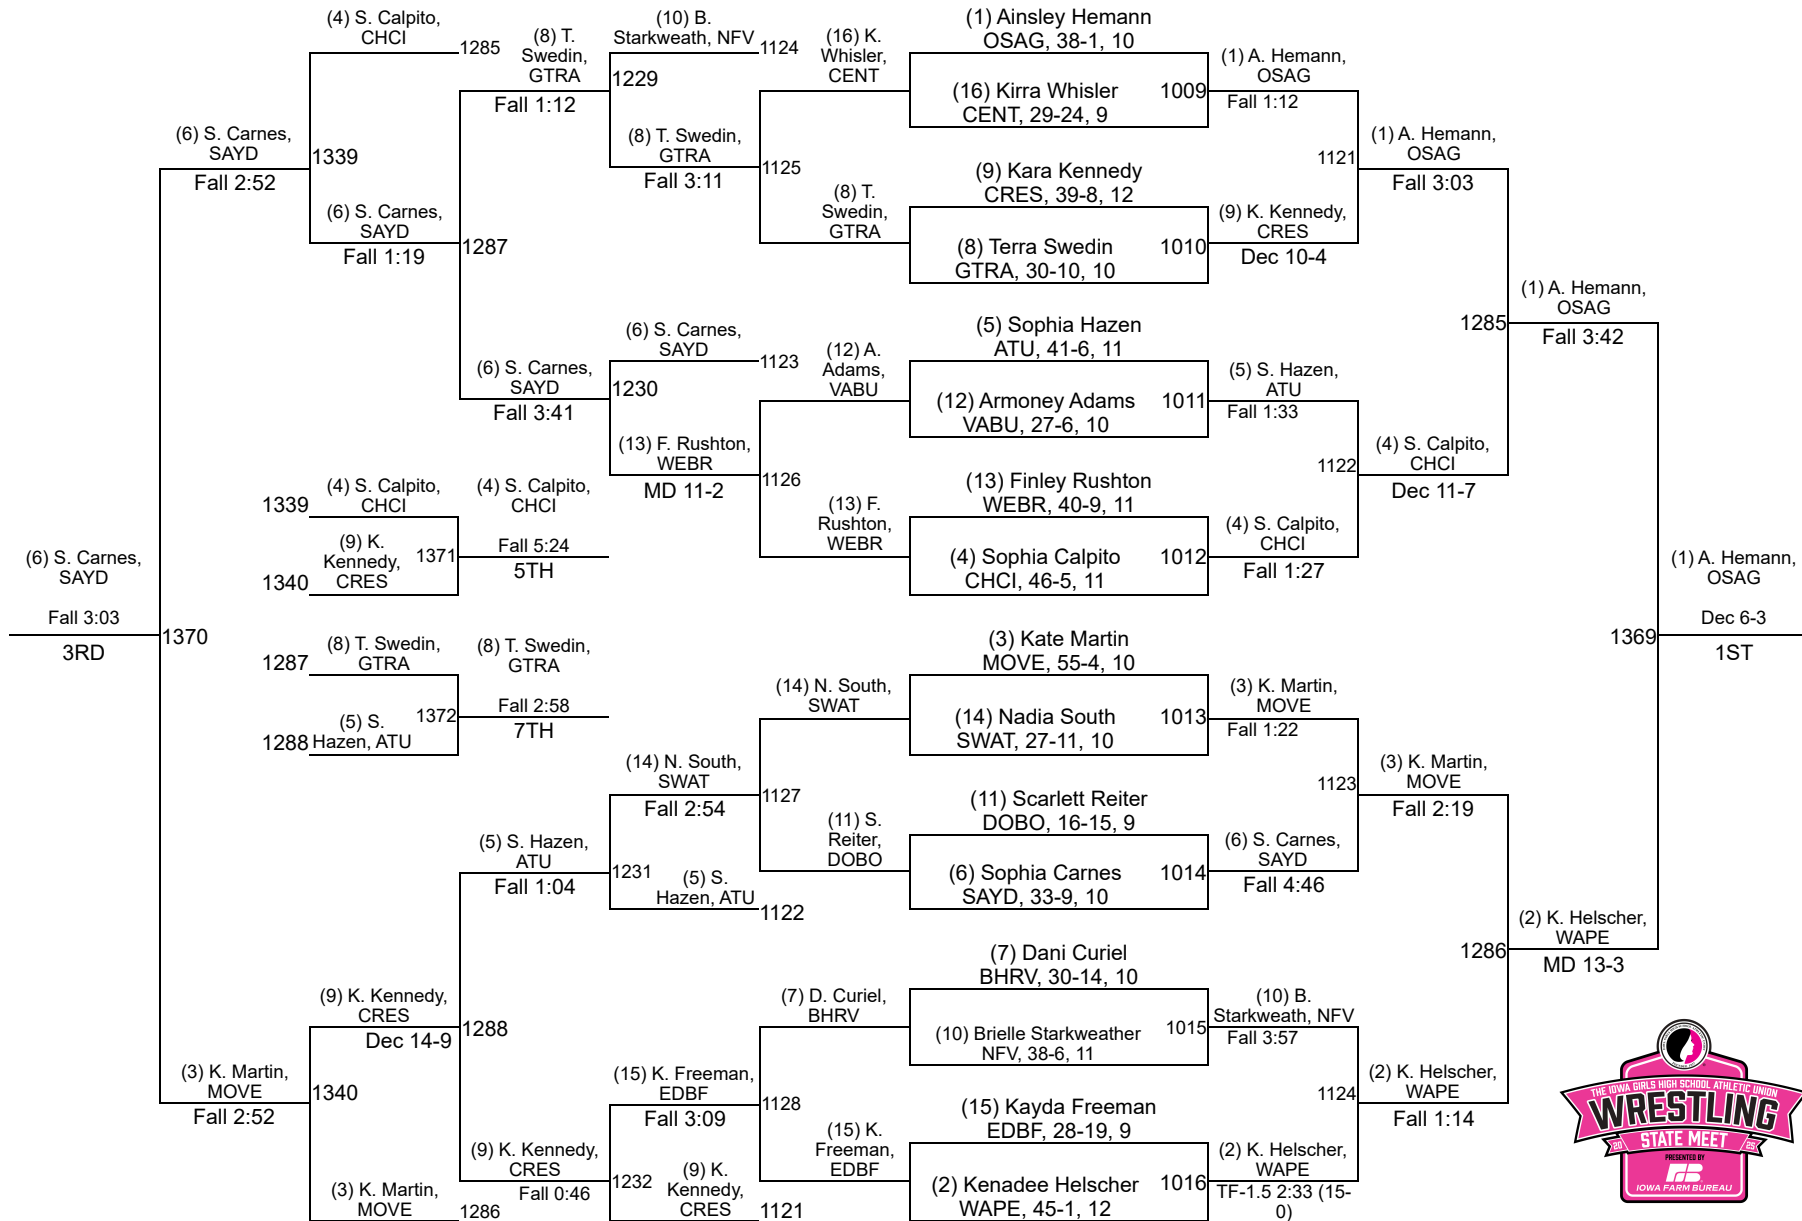 (4) S. Calpito,
CHCI
1285
(8) T.
Swedin,
GTRA
Fall 1:12
(10) B.
Starkweath, NFV
1124
1229
(16) K.
Whisler,
CENT
(1) Ainsley Hemann
OSAG, 38-1, 10
(16) Kirra Whisler
CENT, 29-24, 9
1009
(1) A. Hemann,
OSAG
Fall 1:12
(6) S. Carnes,
SAYD
Fall 2:52
1339
(8) T. Swedin,
GTRA
Fall 3:11
1125
(1) A. Hemann,
OSAG
Fall 3:03
1121
(9) Kara Kennedy
CRES, 39-8, 12
(8) T.
Swedin,
GTRA
(8) Terra Swedin
GTRA, 30-10, 10
1010
(9) K. Kennedy,
CRES
Dec 10-4
(6) S. Carnes,
SAYD
Fall 1:19
1287
(1) A. Hemann,
OSAG
Fall 3:42
1285
(6) S. Carnes,
SAYD
1123
(5) Sophia Hazen
ATU, 41-6, 11
(12) A.
Adams,
VABU
(12) Armoney Adams
VABU, 27-6, 10
1011
(5) S. Hazen,
ATU
Fall 1:33
(6) S. Carnes,
SAYD
Fall 3:41
1230
(13) F. Rushton,
WEBR
MD 11-2
1126
1122
(4) S. Calpito,
CHCI
Dec 11-7
(13) Finley Rushton
WEBR, 40-9, 11
(13) F.
Rushton,
WEBR
(4) Sophia Calpito
CHCI, 46-5, 11
1012
(4) S. Calpito,
CHCI
Fall 1:27
1339
(4) S. Calpito,
CHCI
(4) S. Calpito,
CHCI
(9) K.
Kennedy,
CRES
1371
Fall 5:24
5TH
1340
(6) S. Carnes,
SAYD
Fall 3:03
3RD
1370
(1) A. Hemann,
OSAG
Dec 6-3
1ST
1369
1287
(8) T. Swedin,
GTRA
(8) T. Swedin,
GTRA
(5) S.
Hazen, ATU
1372
Fall 2:58
7TH
1288
(3) Kate Martin
MOVE, 55-4, 10
(14) N. South,
SWAT
(14) Nadia South
SWAT, 27-11, 10
1013
(3) K. Martin,
MOVE
Fall 1:22
(14) N. South,
SWAT
Fall 2:54
1127
1123
(3) K. Martin,
MOVE
Fall 2:19
(11) Scarlett Reiter
DOBO, 16-15, 9
(11) S.
Reiter,
DOBO
(6) Sophia Carnes
SAYD, 33-9, 10
1014
(6) S. Carnes,
SAYD
Fall 4:46
(5) S. Hazen,
ATU
Fall 1:04
1231
(5) S.
Hazen, ATU
1122
(2) K. Helscher,
WAPE
MD 13-3
1286
(7) Dani Curiel
BHRV, 30-14, 10
(7) D. Curiel,
BHRV
(10) Brielle Starkweather
NFV, 38-6, 11
1015
(10) B.
Starkweath, NFV
Fall 3:57
(9) K. Kennedy,
CRES
Dec 14-9
1288
(3) K. Martin,
MOVE
Fall 2:52
1340
(15) K. Freeman,
EDBF
Fall 3:09
1128
1124
(2) K. Helscher,
WAPE
Fall 1:14
(15) Kayda Freeman
EDBF, 28-19, 9
(15) K.
Freeman,
EDBF
(2) Kenadee Helscher
WAPE, 45-1, 12
1016
(2) K. Helscher,
WAPE
TF-1.5 2:33 (15-
0)
(9) K. Kennedy,
CRES
Fall 0:46
1232
(9) K.
Kennedy,
CRES
1121
(3) K. Martin,
MOVE
1286
THE IOWA GIRLS HIGH SCHOOL ATHLETIC UNION
WRESTLING
20 STATE MEET 25
PRESENTED BY
FB
IOWA FARM BUREAU